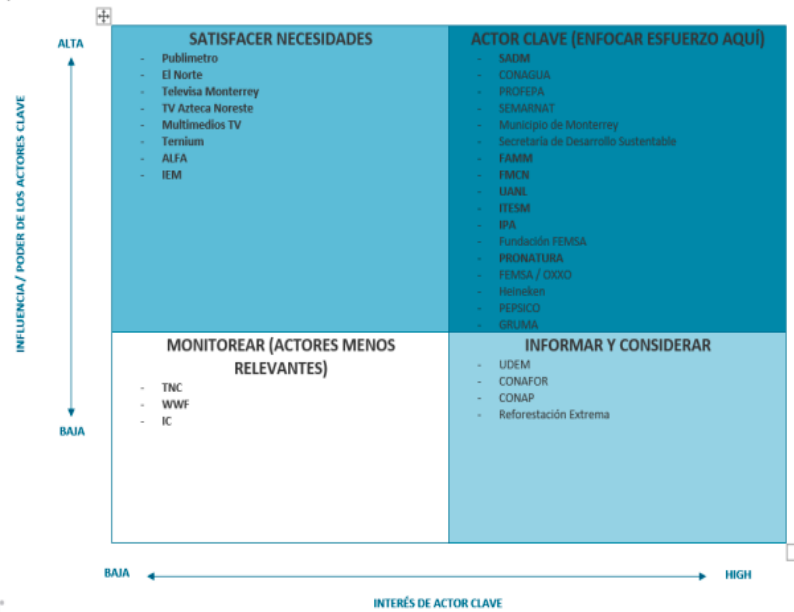 ALTA
INFLUENCIA/ PODER DE LOS ACTORES CLAVE
BAJA
SATISFACER NECESIDADES
- Publimetro
- El Norte
- Televisa Monterrey
- TV Azteca Noreste
- Multimedios TV
- Ternium
- ALFA
- IEM
ACTOR CLAVE (ENFOCAR ESFUERZO AQUÍ)
- SADM
- CONAGUA
- PROFEPA
- SEMARNAT
- Municipio de Monterrey
- Secretaría de Desarrollo Sustentable
- FAMM
- FMCN
- UANL
- ITESM
- IPA
- Fundación FEMSA
- PRONATURA
- FEMSA / OXXO
- Heineken
- PEPSICO
- GRUMA
MONITOREAR (ACTORES MENOS
RELEVANTES)
- TNC
- WWF
- IC
INFORMAR Y CONSIDERAR
- UDEM
- CONAFOR
- CONAP
- Reforestación Extrema
BAJA
HIGH
INTERÉS DE ACTOR CLAVE